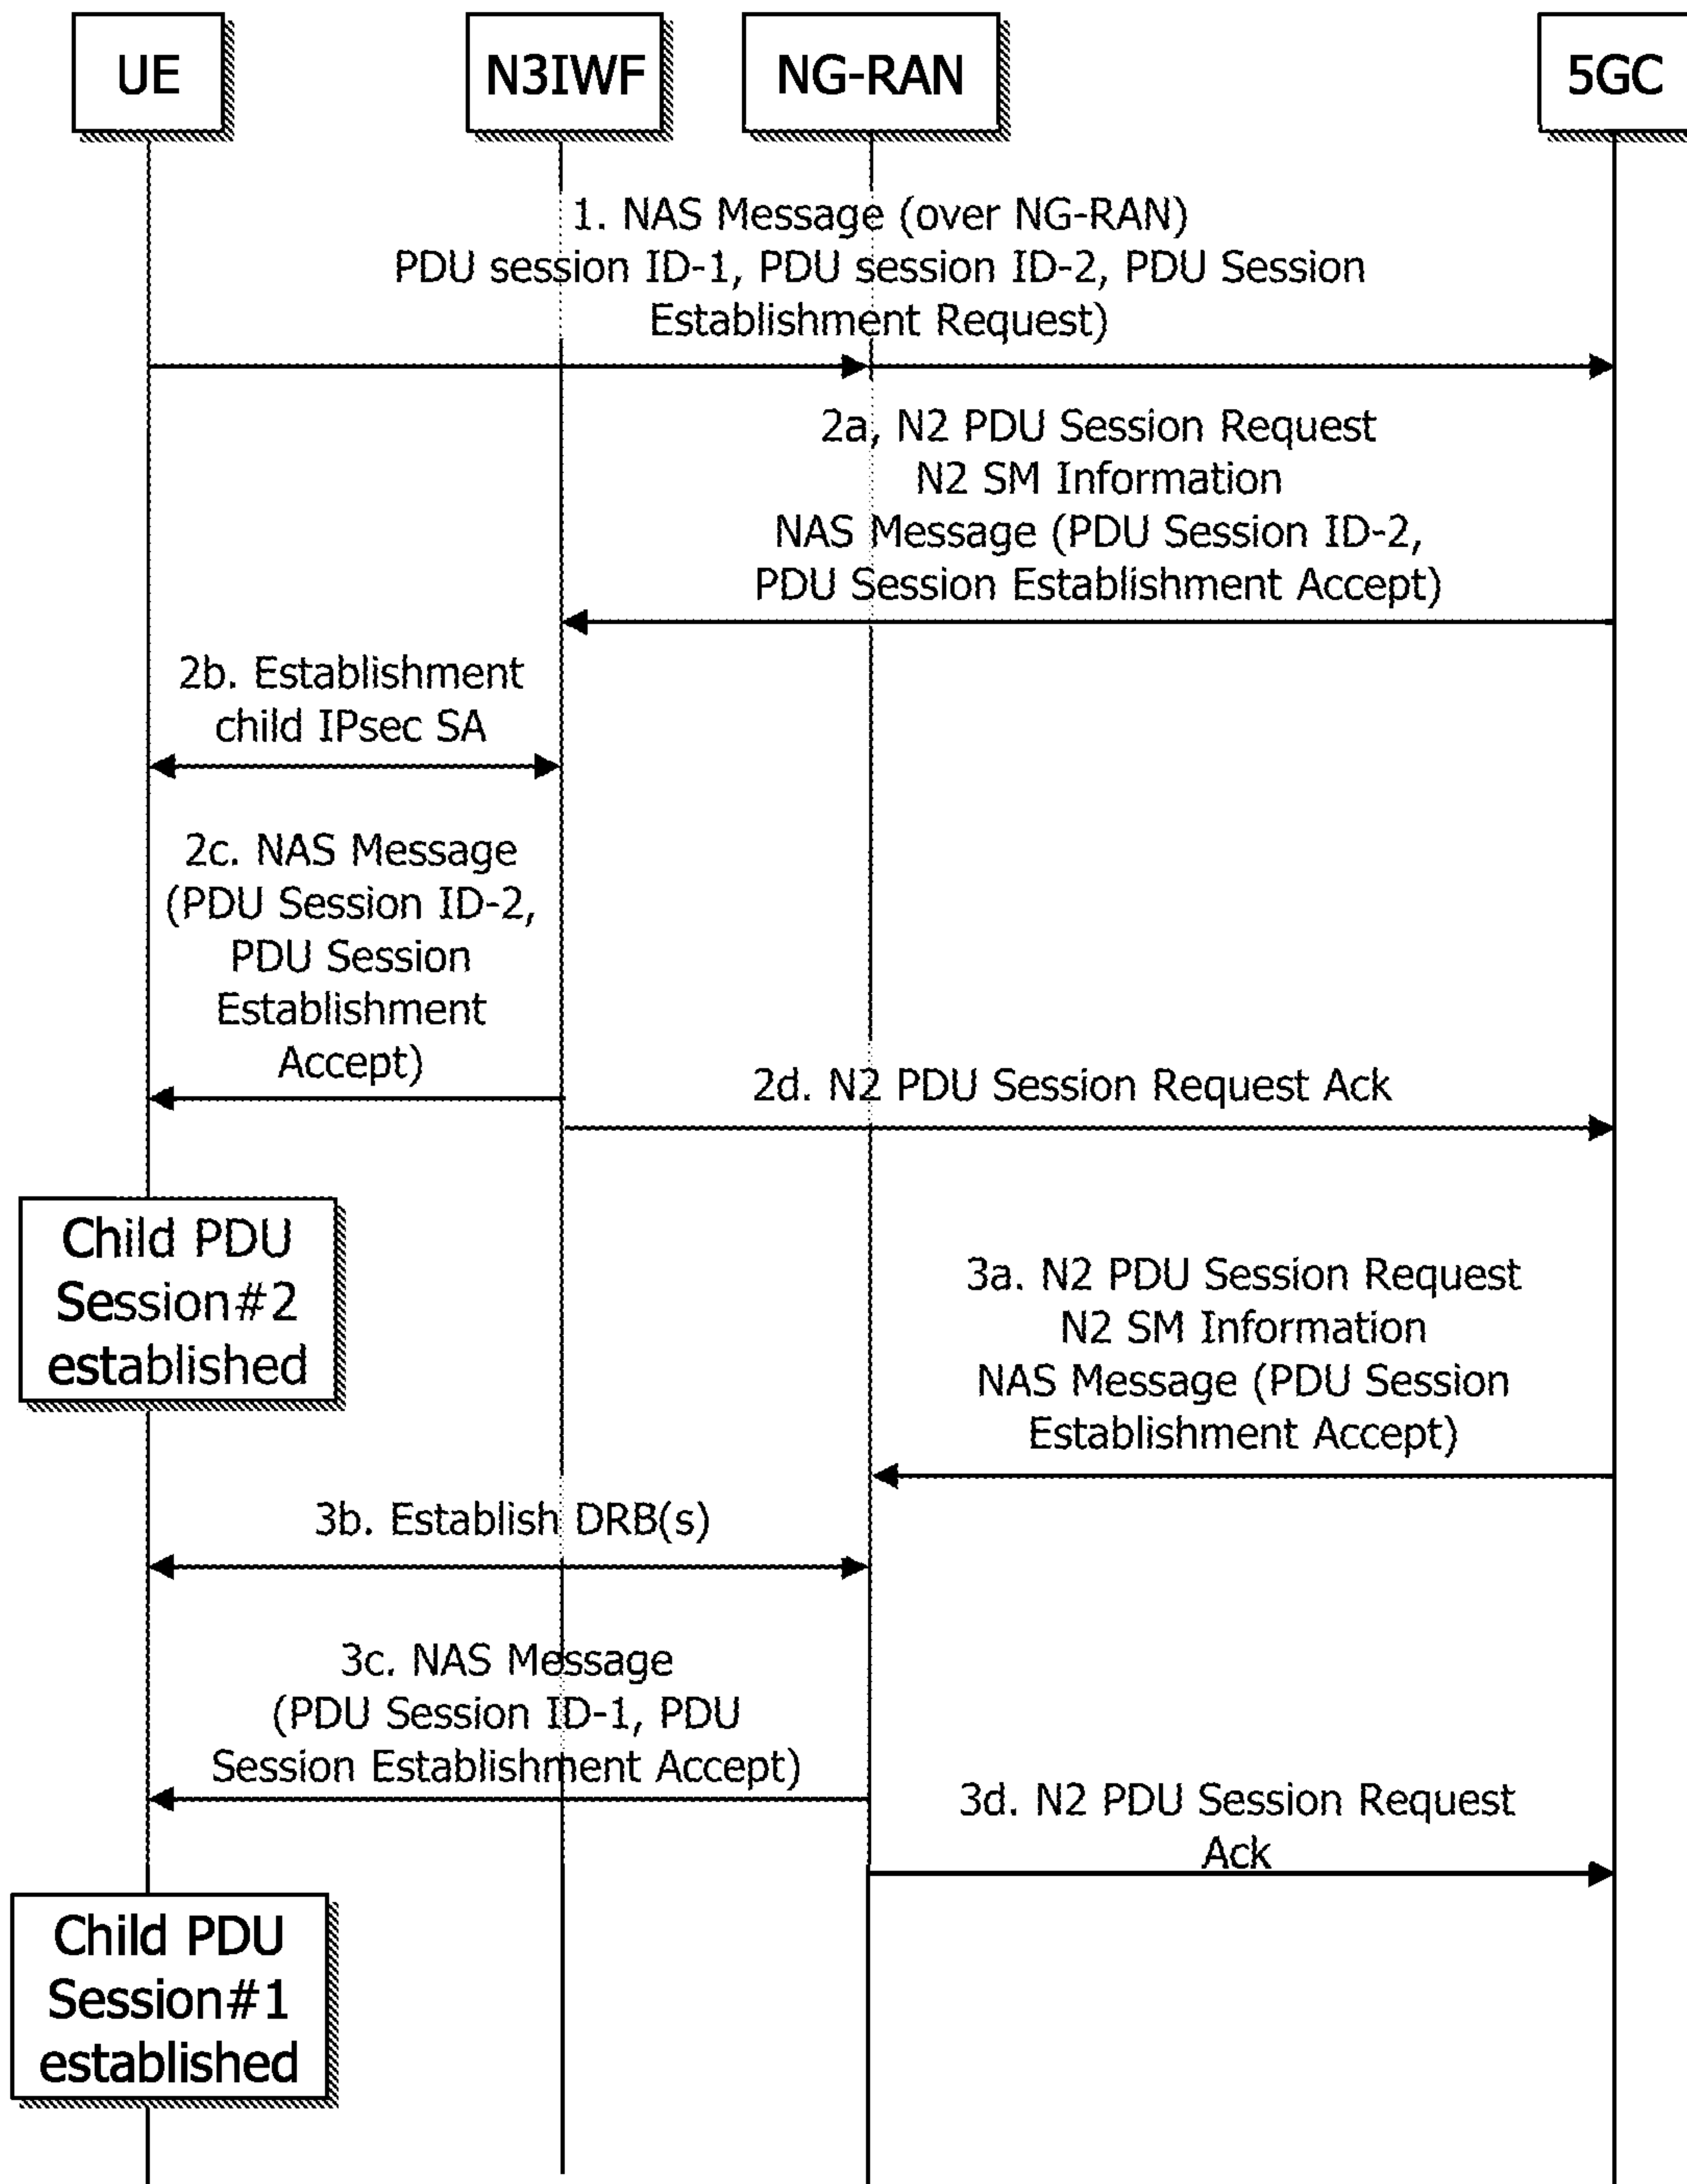 UE
N3IWF
NG-RAN
5GC
1. NAS Message (over NG-RAN)
PDU session ID-1, PDU session ID-2, PDU Session
Establishment Request)
2a, N2 PDU Session Request
N2 SM Information
NAS Message (PDU Session ID-2,
PDU Session Establishment Accept)
2b. Establishment
child IPsec SA
2c. NAS Message
(PDU Session ID-2,
PDU Session
Establishment
Accept)
2d. N2 PDU Session Request Ack
Child PDU
Session#2
established
3a. N2 PDU Session Request
N2 SM Information
NAS Message (PDU Session
Establishment Accept)
3b. Establish DRB(s)
3c. NAS Message
(PDU Session ID-1, PDU
Session Establishment Accept)
3d. N2 PDU Session Request
Ack
Child PDU
Session#1
established